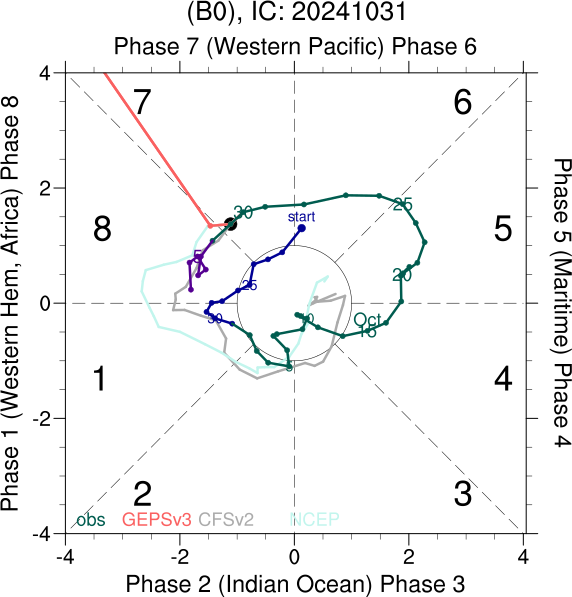 (B0), IC: 20241031
Phase 7 (Western Pacific) Phase 6
4
7
6
30
25
start
8
5
Phase 1 (Western Hem, Africa) Phase 8
Phase 5 (Maritime) Phase 4
2
5
25
20
0
30
Oct
15
5
1
4
-2
2
3
obs GEPSv3 CFSv2 NCEP
-4
-4 -2 0 2 4
Phase 2 (Indian Ocean) Phase 3